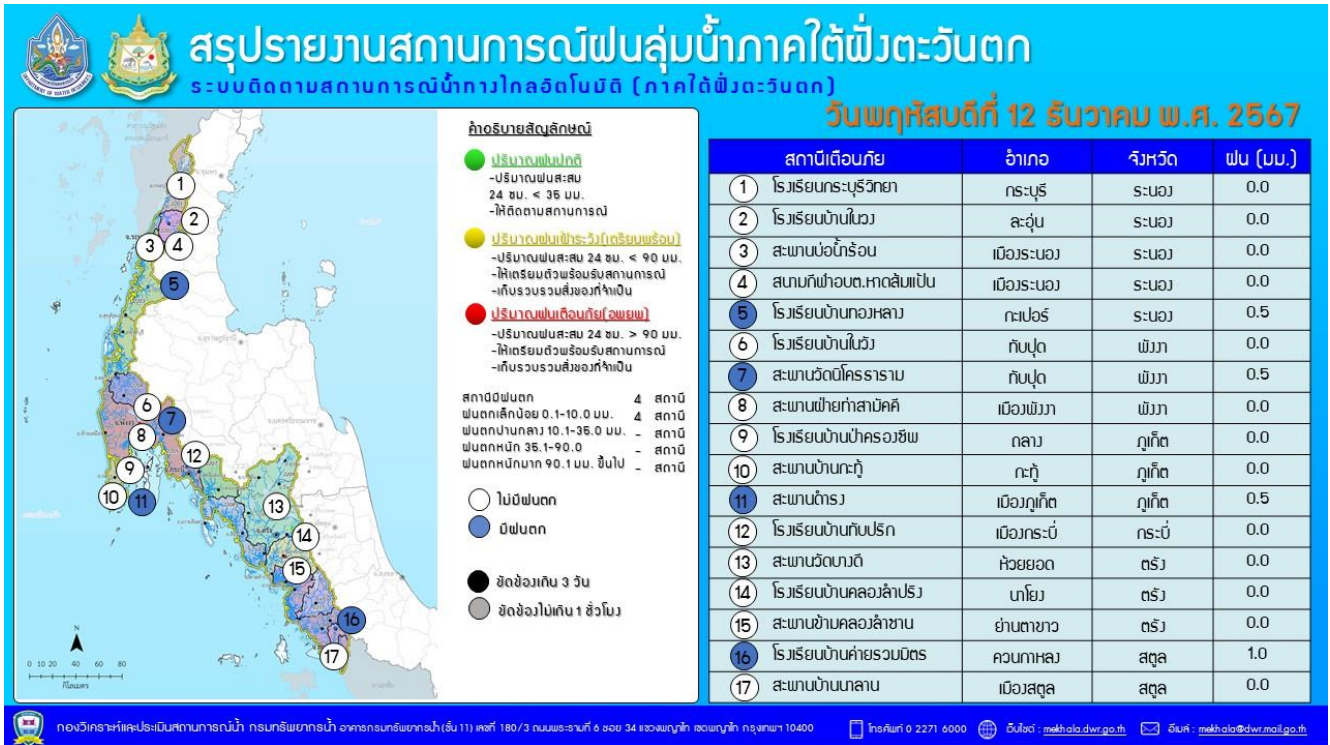 สรุปรายงานสถานการณ์ฝนลุ่มน้ำภาคใต้ฝั่งตะวันตก
ระบบติดตามสถานการณ์น้ำทางไกลอัตโนมัติ (ภาคใต้ฝั่งตะวันตก)
วันพฤหัสบดีที่ 12 ธันวาคม พ.ศ. 2567
คำอธิบายสัญลักษณ์
ปริมาณฝนปกติ
-ปริมาณฝนสะสม
24 ชม. < 35 มม.
-ให้ติดตามสถานการณ์
ปริมาณฝนเฝ้าระวัง(เตรียมพร้อม)
-ปริมาณฝนสะสม 24 ชม. < 90 มม.
-ให้เตรียมตัวพร้อมรับสถานการณ์
-เก็บรวบรวมสิ่งของที่จำเป็น
ปริมาณฝนเตือนภัย(อพยพ)
-ปริมาณฝนสะสม 24 ชม. > 90 มม.
-ให้เตรียมตัวพร้อมรับสถานการณ์
-เก็บรวบรวมสิ่งของที่จำเป็น
สถานีมีฝนตก 4 สถานี
ฝนตกเล็กน้อย 0.1-10.0 มม. 4 สถานี
ฝนตกปานกลาง 10.1-35.0 มม. - สถานี
ฝนตกหนัก 35.1-90.0 - สถานี
ฝนตกหนักมาก 90.1 มม. ขึ้นไป - สถานี
ไม่มีฝนตก
มีฝนตก
ขัดข้องเกิน 3 วัน
ขัดข้องไม่เกิน 1 ชั่วโมง
1
2
3 4
5
6
7
8
12
9
10 11
13
14
15
16
17
N
0 10 20 40 60 80
กิโลเมตร
สถานีเตือนภัย อำเภอ จังหวัด ฝน (มม.)
1 โรงเรียนกระบุรีวิทยา กระบุรี ระนอง 0.0
2 โรงเรียนบ้านในวง ละอุ่น ระนอง 0.0
3 สะพานบ่อน้ำร้อน เมืองระนอง ระนอง 0.0
4 สนามกีฬาอบต.หาดส้มแป้น เมืองระนอง ระนอง 0.0
5 โรงเรียนบ้านทองหลาง กะเปอร์ ระนอง 0.5
6 โรงเรียนบ้านในวัง ทับปุด พังงา 0.0
7 สะพานวัดนิโครธาราม ทับปุด พังงา 0.5
8 สะพานฝ่ายท่าสามัคคี เมืองพังงา พังงา 0.0
9 โรงเรียนบ้านป่าครองชีพ ถลาง ภูเก็ต 0.0
10 สะพานบ้านกะทู้ กะทู้ ภูเก็ต 0.0
11 สะพานดำรง เมืองภูเก็ต ภูเก็ต 0.5
12 โรงเรียนบ้านทับปริก เมืองกระบี่ กระบี่ 0.0
13 สะพานวัดบางดี ห้วยยอด ตรัง 0.0
14 โรงเรียนบ้านคลองลำปริง นาโยง ตรัง 0.0
15 สะพานข้ามคลองลำชาน ย่านตาขาว ตรัง 0.0
16 โรงเรียนบ้านค่ายรวมมิตร ควนกาหลง สตูล 1.0
17 สะพานบ้านนาลาน เมืองสตูล สตูล 0.0
กองวิเคราะห์และประเมินสถานการณ์น้ำ กรมทรัพยากรน้ำ อาคารกรมทรัพยากรน้ำ(ชั้น 11) เลขที่ 180/3 ถนนพระรามที่ 6 ซอย 34 แขวงพญาไท เขตพญาไท กรุงเทพฯ 10400 โทรศัพท์ 0 2271 6000 เว็บไซต์ : mekhala.dwr.go.th อีเมล์ : mekhala@dwr.mail.go.th